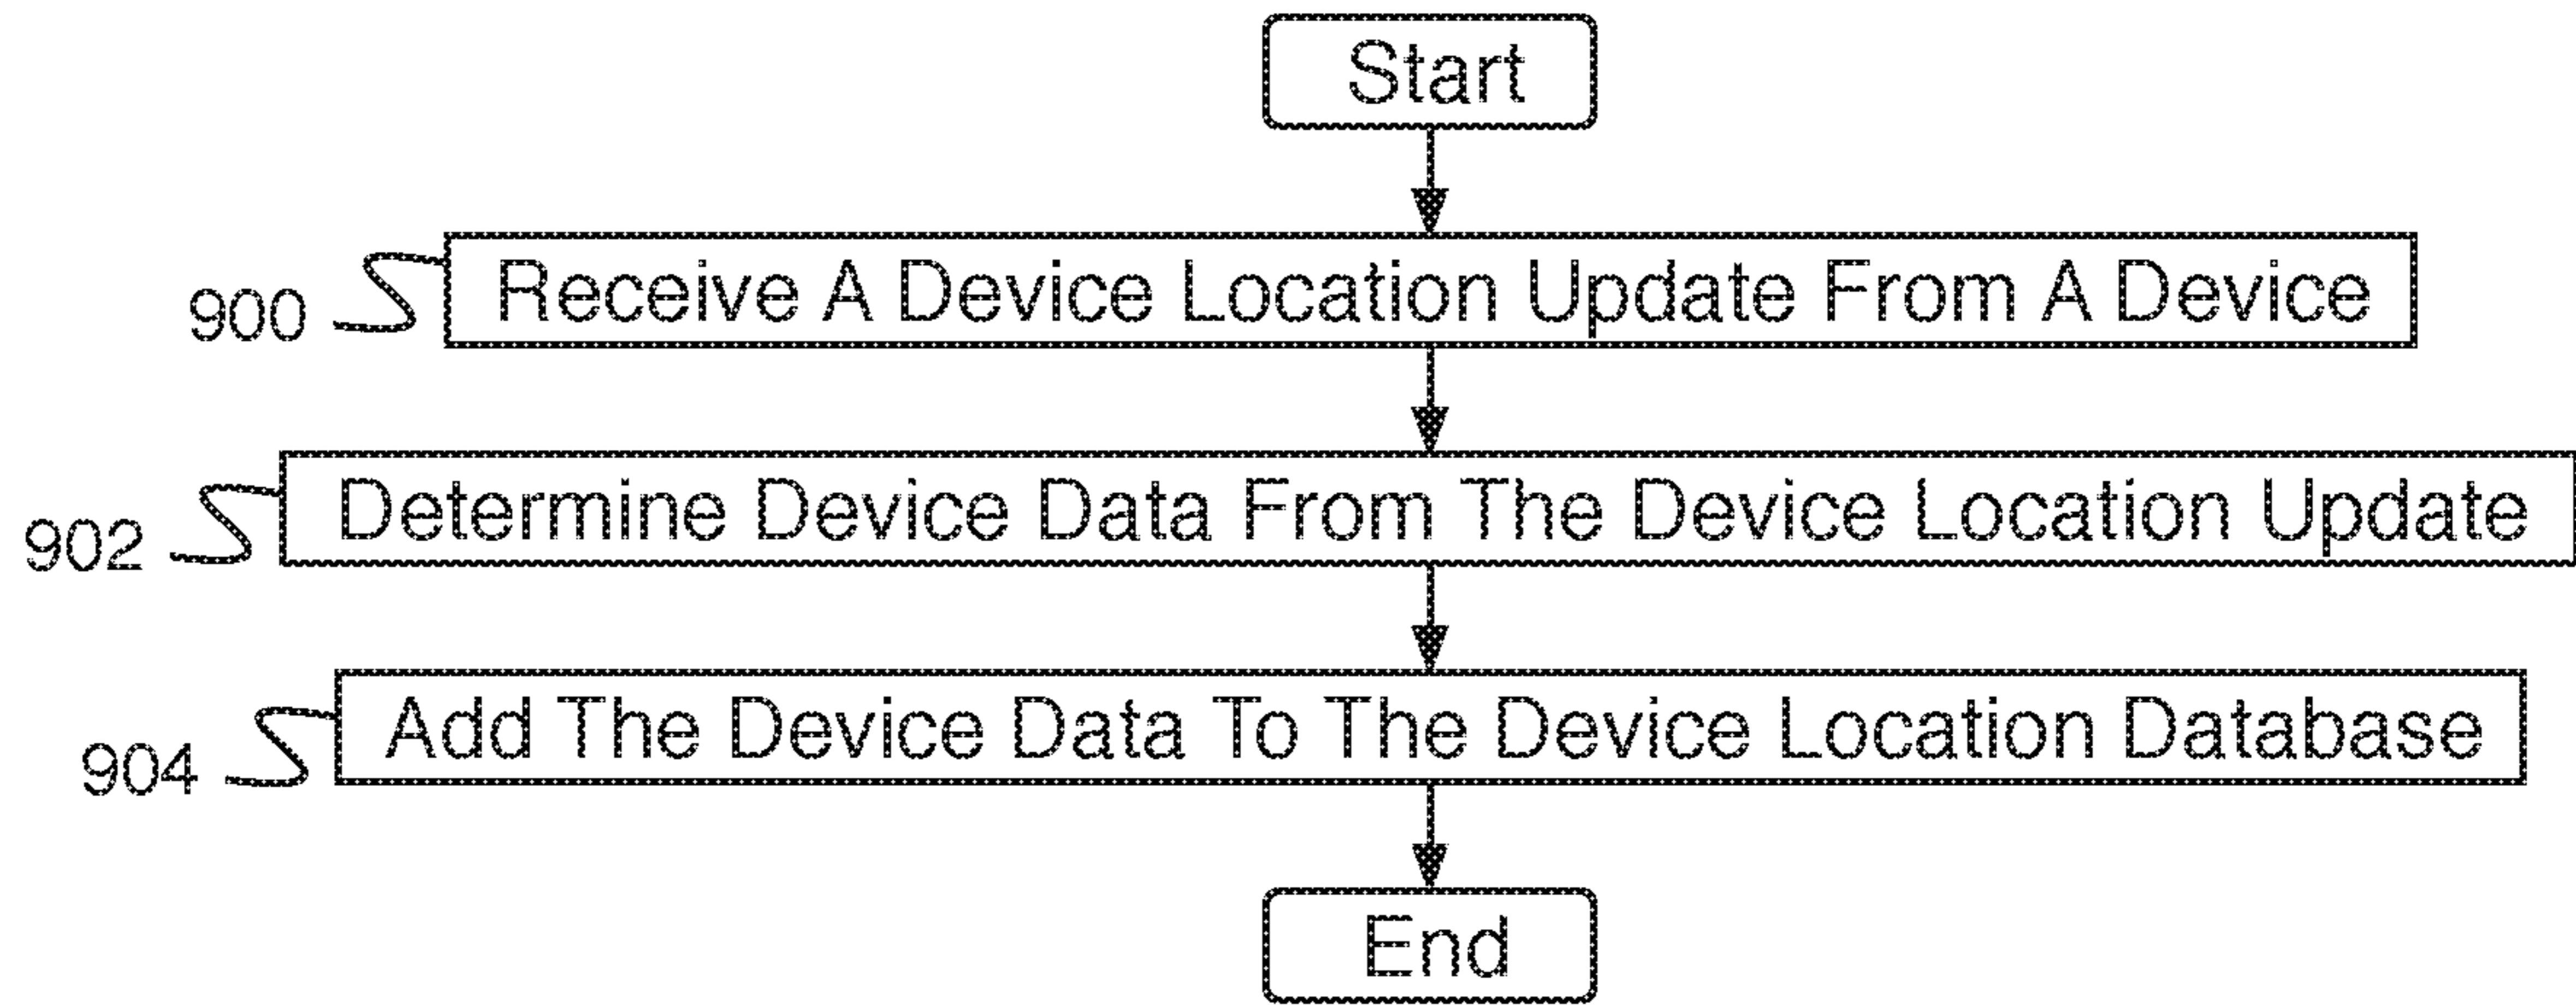 Start
900 Receive A Device Location Update From A Device
902 Determine Device Data From The Device Location Update
904 Add The Device Data To The Device Location Database
End